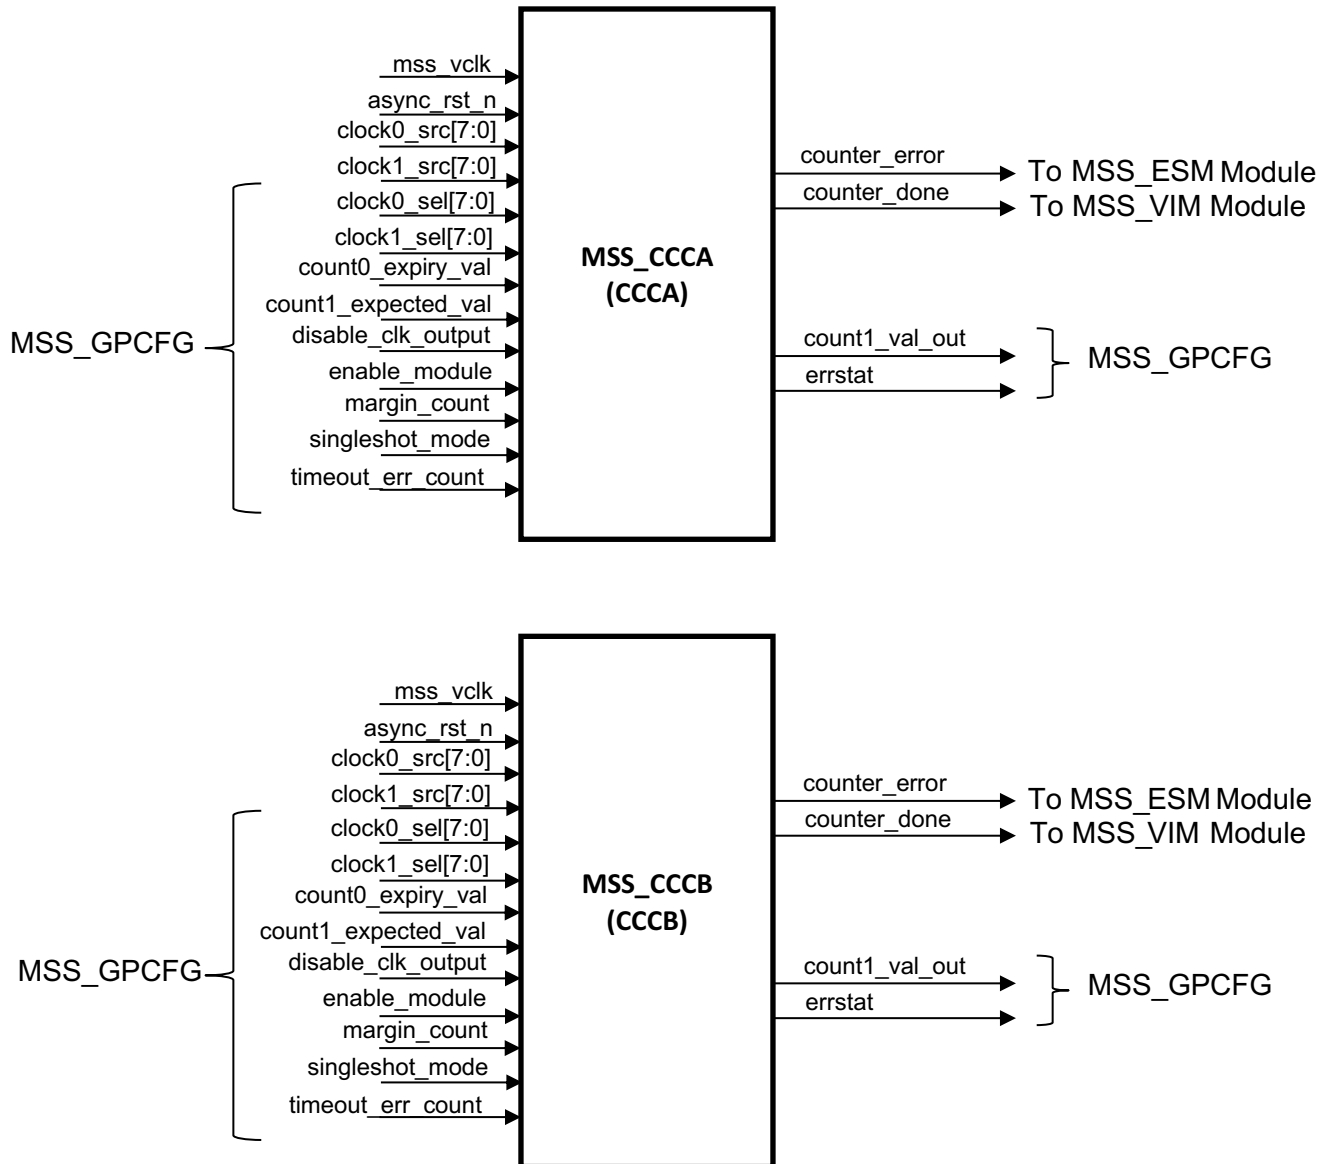 mss_vclk
async_rst_n
clock0_src[7:0]
clock1_src[7:0]
clock0_sel[7:0]
clock1_sel[7:0]
count0_expiry_val
count1_expected_val
disable_clk_output
enable_module
margin_count
singleshot_mode
timeout_err_count
MSS_GPCFG
MSS_CCCA
(CCCA)
counter_error
To MSS_ESM Module
counter_done
To MSS_VIM Module
count1_val_out
errstat
MSS_GPCFG
mss_vclk
async_rst_n
clock0_src[7:0]
clock1_src[7:0]
clock0_sel[7:0]
clock1_sel[7:0]
count0_expiry_val
count1_expected_val
disable_clk_output
enable_module
margin_count
singleshot_mode
timeout_err_count
MSS_GPCFG
MSS_CCCB
(CCCB)
counter_error
To MSS_ESM Module
counter_done
To MSS_VIM Module
count1_val_out
errstat
MSS_GPCFG